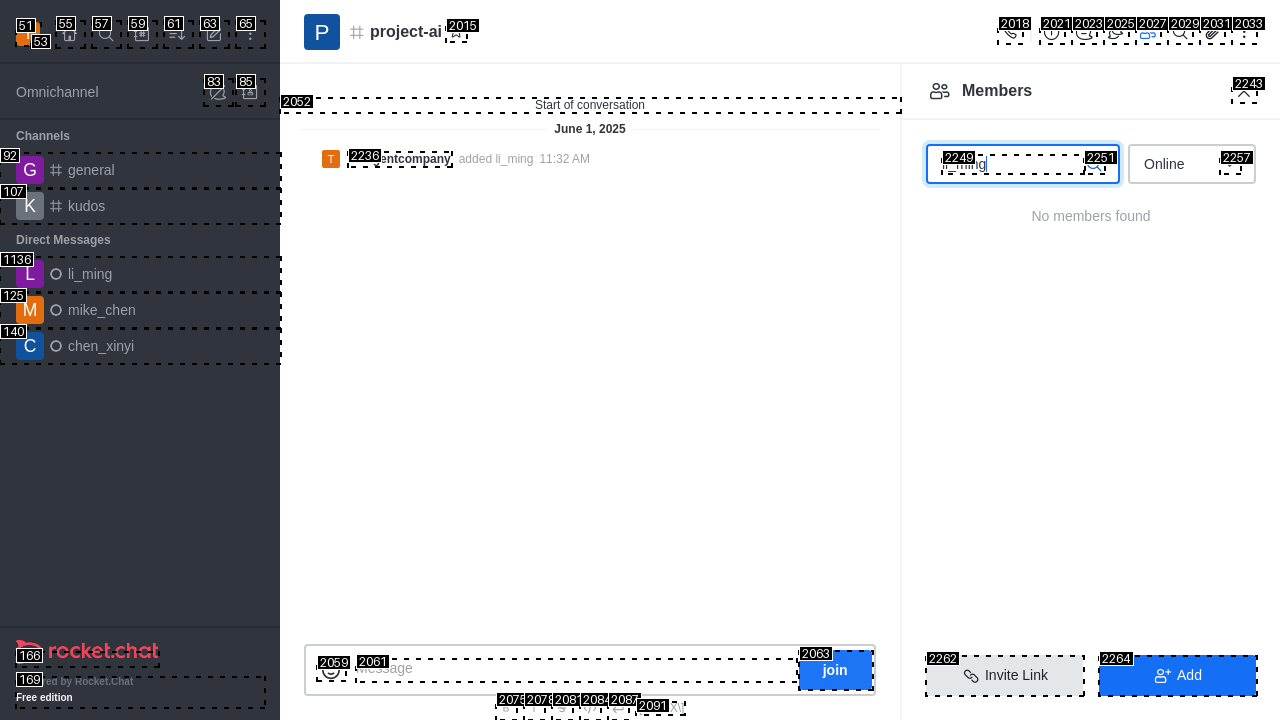 51
53
55
57
59
61
63
65
P
project-ai
2015
2018
2021
2023
2025
2027
2029
2031
2033
Omnichannel
83
85
2052
Start of conversation
Members
2243
June 1, 2025
Channels
92
G
general
T
2236
entcompany added li_ming 11:32 AM
2249
2251
Online
2257
107
K
kudos
No members found
Direct Messages
1136
L
li_ming
125
M
mike_chen
140
C
chen_xinyi
166
rocket.chat
169
ed by Rocket.Chat
Free edition
2059
2061
Message
2063
join
2262
Invite Link
2264
Add
2075
2078
2081
2084
2087
2091